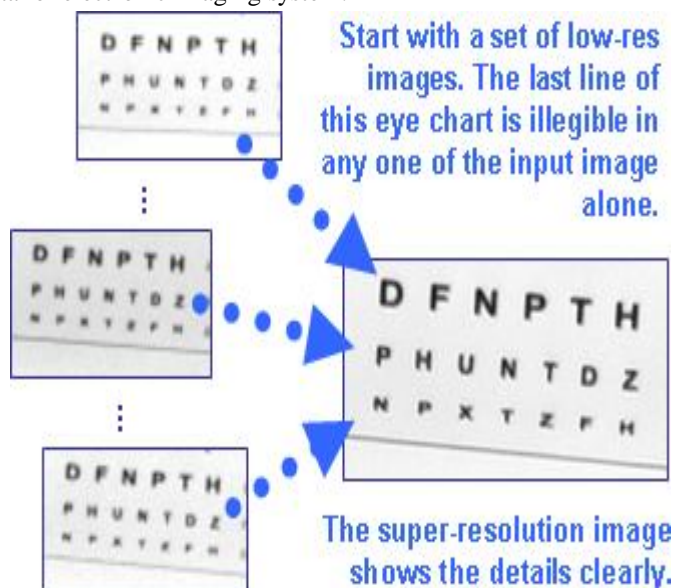 D F N P T H
P H U N T D Z
Start with a set of low-res
images. The last line of
this eye chart is illegible in
any one of the input image
alone.
D F N P T H
P H U N T D Z
D F N P T H
P H U N T D Z
N P X T Z F H
D F N P T H
P H U N T D Z
The super-resolution image
shows the details clearly.